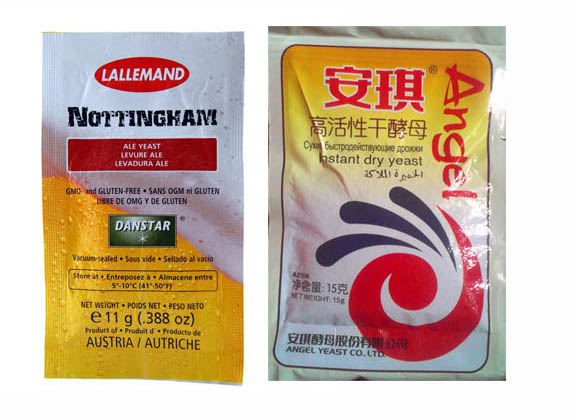 LALLEMAND
NOTTINGHAM
ALE YEAST
LEVURE ALE
LEVADURA ALE
GMO- and GLUTEN-FREE • SANS OGM ni GLUTEN
LIBRE DE OMG Y DE GLUTEN
DANSTAR
Vacuum-sealed • Sous vide • Sellado al vacio
Store at • Entreposez à • Almacene entre
5°-10°C (41°-50°F)
NET WEIGHT • POIDS NET • PESO NETO
e 11 g (.388 oz)
Product of • Produit d' • Producto de
AUSTRIA / AUTRICHE
安琪®
Angel
高活性干酵母
Сухие быстродействующие дрожжи
Instant dry yeast
净含量: 15克
NET WEIGHT: 15g
安琪酵母股份有限公司
ANGEL YEAST CO. LTD